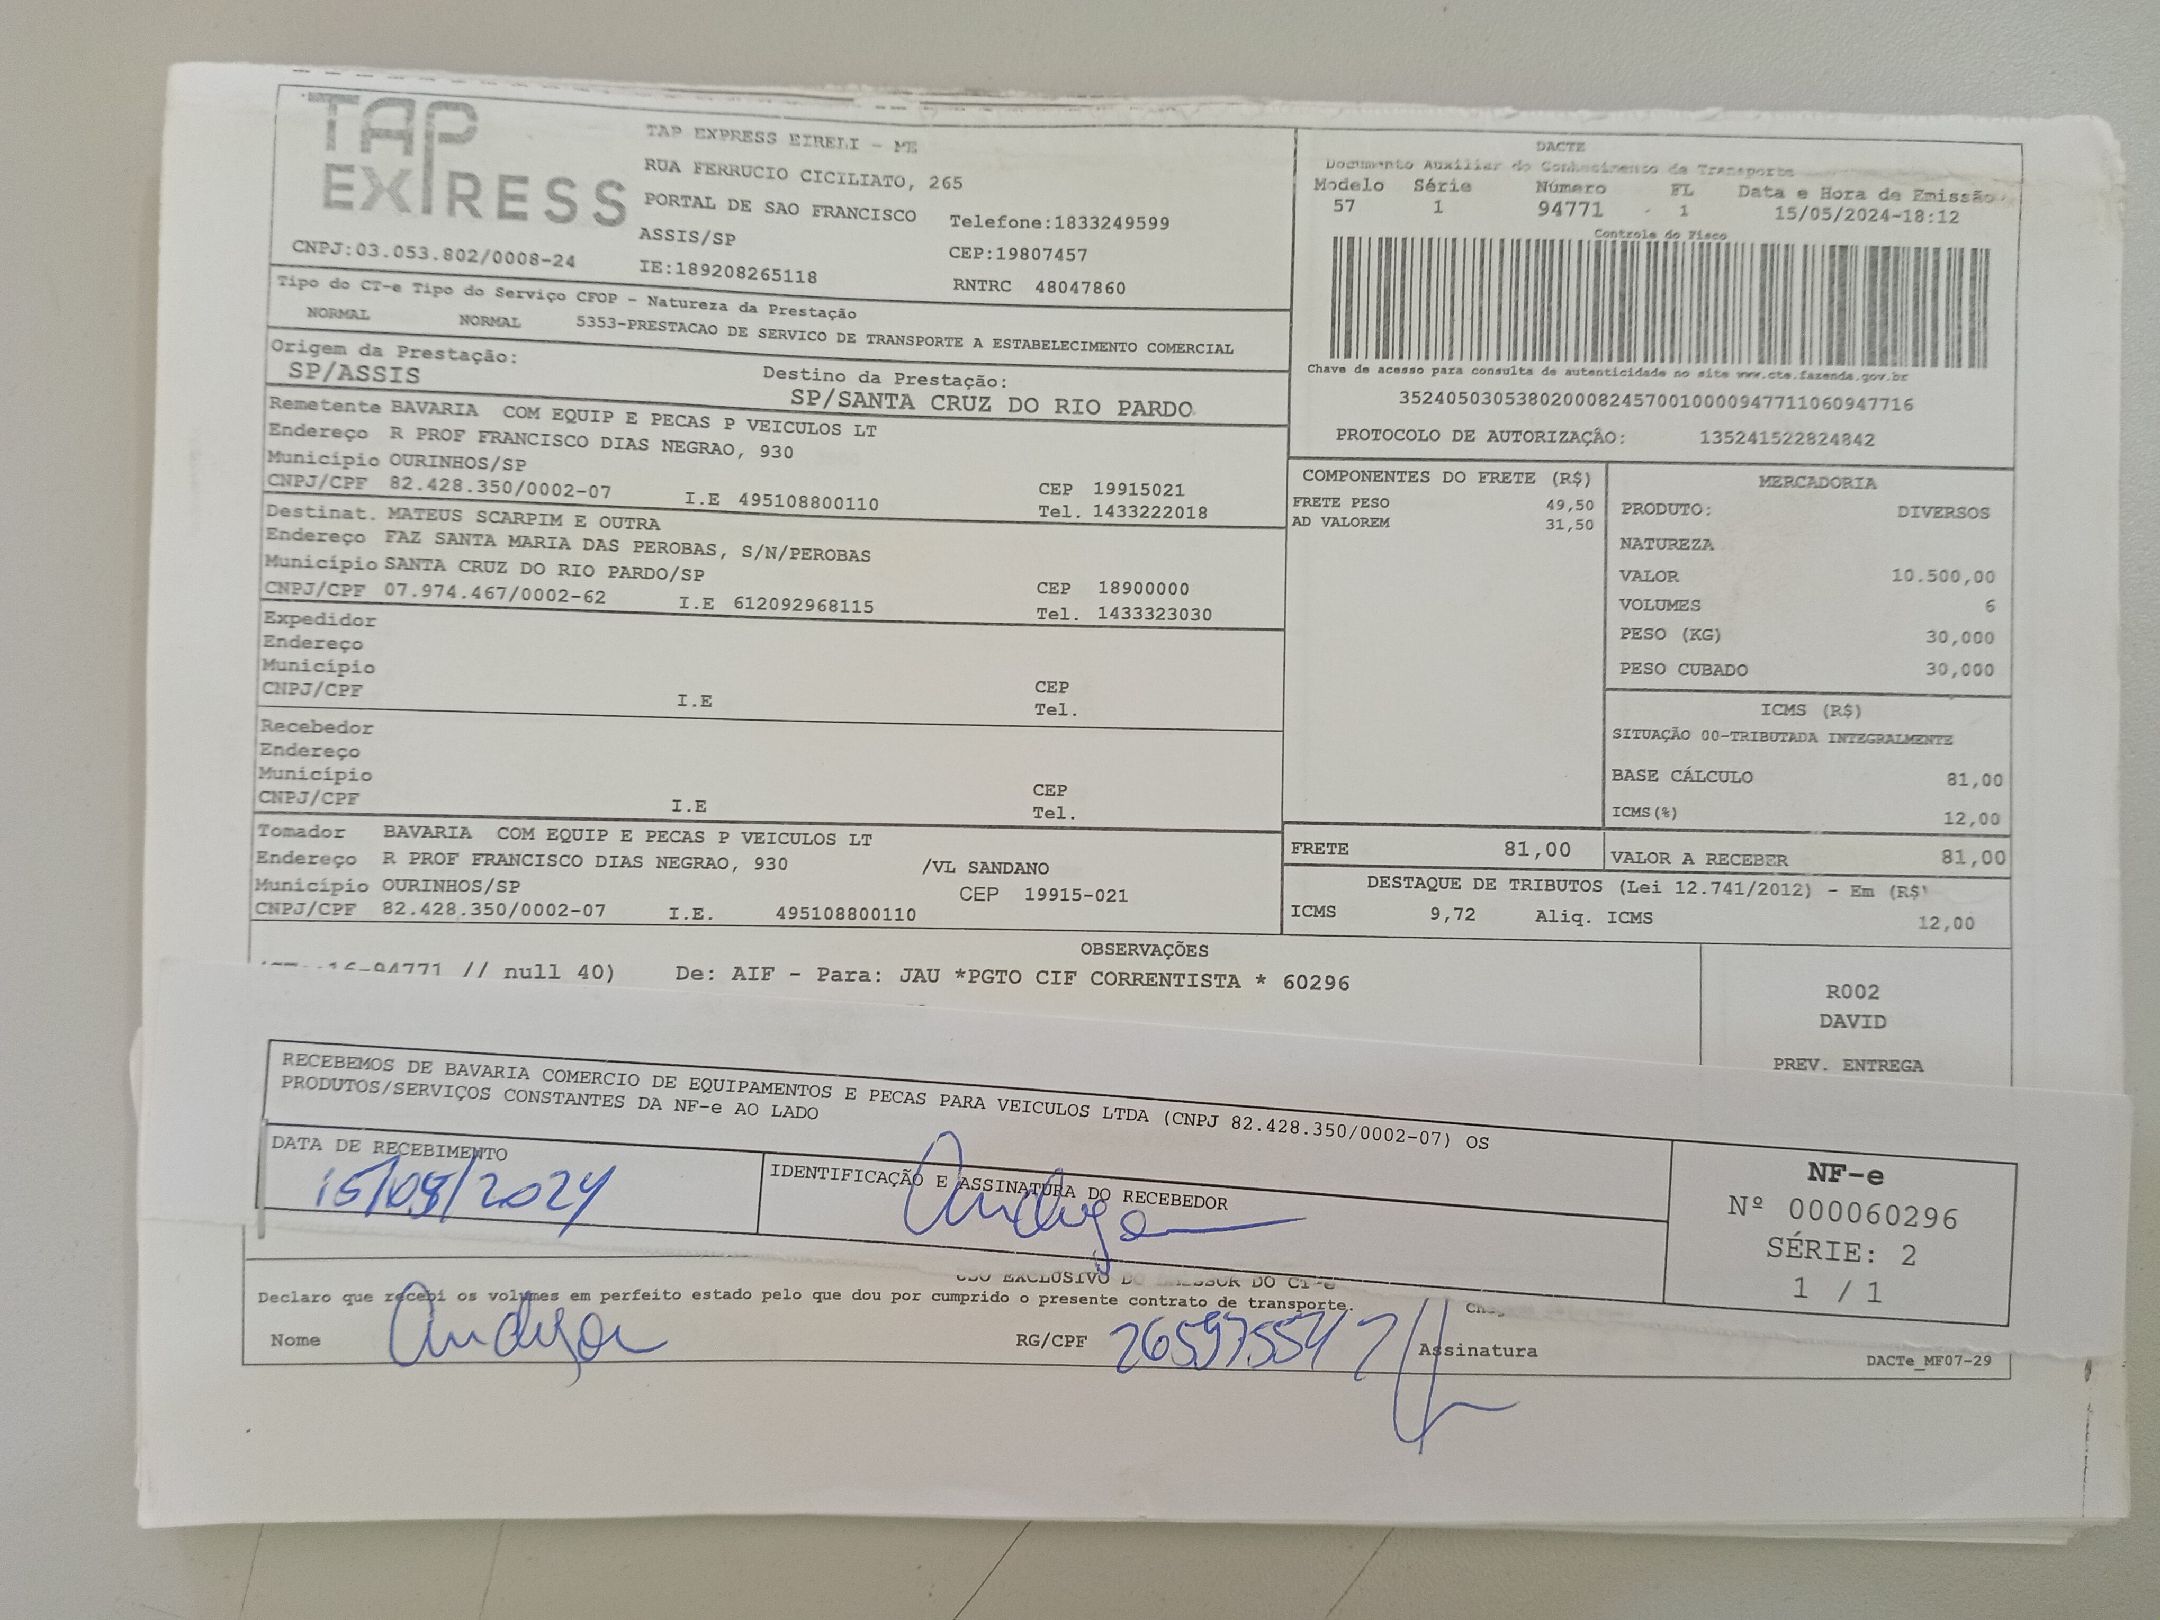 TAP
EXPRESS
CNPJ:03.053.802/0008-24
TAP EXPRESS EIRELI - ME
RUA FERRUCIO CICILIATO, 265
PORTAL DE SAO FRANCISCO
Telefone:1833249599
ASSIS/SP
CEP:19807457
IE:189208265118
RNTRC 48047860
DACTE
Documento Auxiliar do Conhecimento de Transporte
Modelo Série Número FL Data e Hora de Emissão
57 1 94771 1 15/05/2024-18:12
Controle do Fisco
Chave de acesso para consulta de autenticidade no site www.cte.fazenda.gov.br
35240503053802000824570010000947711060947716
PROTOCOLO DE AUTORIZAÇÃO: 135241522824842
Tipo do CT-e Tipo do Serviço CFOP - Natureza da Prestação
NORMAL NORMAL 5353-PRESTACAO DE SERVICO DE TRANSPORTE A ESTABELECIMENTO COMERCIAL
Origem da Prestação:
SP/ASSIS
Destino da Prestação:
SP/SANTA CRUZ DO RIO PARDO
Remetente BAVARIA COM EQUIP E PECAS P VEICULOS LT
Endereço R PROF FRANCISCO DIAS NEGRAO, 930
Município OURINHOS/SP
CEP 19915021
CNPJ/CPF 82.428.350/0002-07 I.E 495108800110 Tel. 1433222018
Destinat. MATEUS SCARPIM E OUTRA
Endereço FAZ SANTA MARIA DAS PEROBAS, S/N/PEROBAS
Município SANTA CRUZ DO RIO PARDO/SP
CEP 18900000
CNPJ/CPF 07.974.467/0002-62 I.E 612092968115 Tel. 1433323030
Expedidor
Endereço
Município
CEP
CNPJ/CPF I.E Tel.
Recebedor
Endereço
Município
CEP
CNPJ/CPF I.E Tel.
Tomador BAVARIA COM EQUIP E PECAS P VEICULOS LT
Endereço R PROF FRANCISCO DIAS NEGRAO, 930 /VL SANDANO
Município OURINHOS/SP CEP 19915-021
CNPJ/CPF 82.428.350/0002-07 I.E. 495108800110
COMPONENTES DO FRETE (R$)
FRETE PESO 49,50
AD VALOREM 31,50
MERCADORIA
PRODUTO: DIVERSOS
NATUREZA
VALOR 10.500,00
VOLUMES 6
PESO (KG) 30,000
PESO CUBADO 30,000
ICMS (R$)
SITUAÇÃO 00-TRIBUTADA INTEGRALMENTE
BASE CÁLCULO 81,00
ICMS(%) 12,00
FRETE 81,00
VALOR A RECEBER 81,00
DESTAQUE DE TRIBUTOS (Lei 12.741/2012) - Em (R$)
ICMS 9,72 Aliq. ICMS 12,00
OBSERVAÇÕES
16-94771 // null 40) De: AIF - Para: JAU *PGTO CIF CORRENTISTA * 60296
R002
DAVID
PREV. ENTREGA
RECEBEMOS DE BAVARIA COMERCIO DE EQUIPAMENTOS E PECAS PARA VEICULOS LTDA (CNPJ 82.428.350/0002-07) OS
PRODUTOS/SERVIÇOS CONSTANTES DA NF-e AO LADO
DATA DE RECEBIMENTO
15/08/2024
IDENTIFICAÇÃO E ASSINATURA DO RECEBEDOR
NF-e
Nº 000060296
SÉRIE: 2
1 / 1
USO EXCLUSIVO DO EMISSOR DO CT-e
Declaro que recebi os volumes em perfeito estado pelo que dou por cumprido o presente contrato de transporte.
Nome
RG/CPF
Assinatura
DACTe_MF07-29